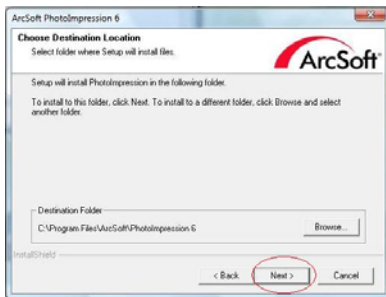 ArcSoft PhotoImpression 6
Choose Destination Location
Select folder where Setup will install files.
ArcSoft®
Setup will install PhotoImpression in the following folder.
To install to this folder, click Next. To install to a different folder, click Browse and select
another folder.
Destination Folder
C:\Program Files\ArcSoft\PhotoImpression 6
Browse...
InstallShield
< Back
Next >
Cancel